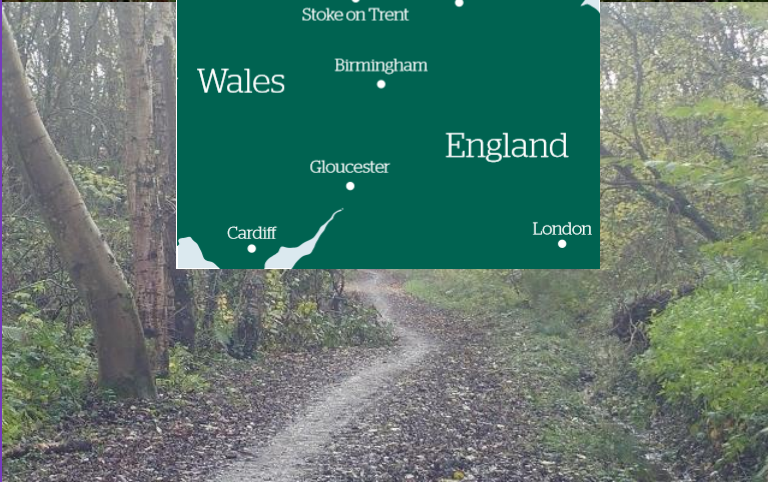 Stoke on Trent
Birmingham
Wales
England
Gloucester
Cardiff
London